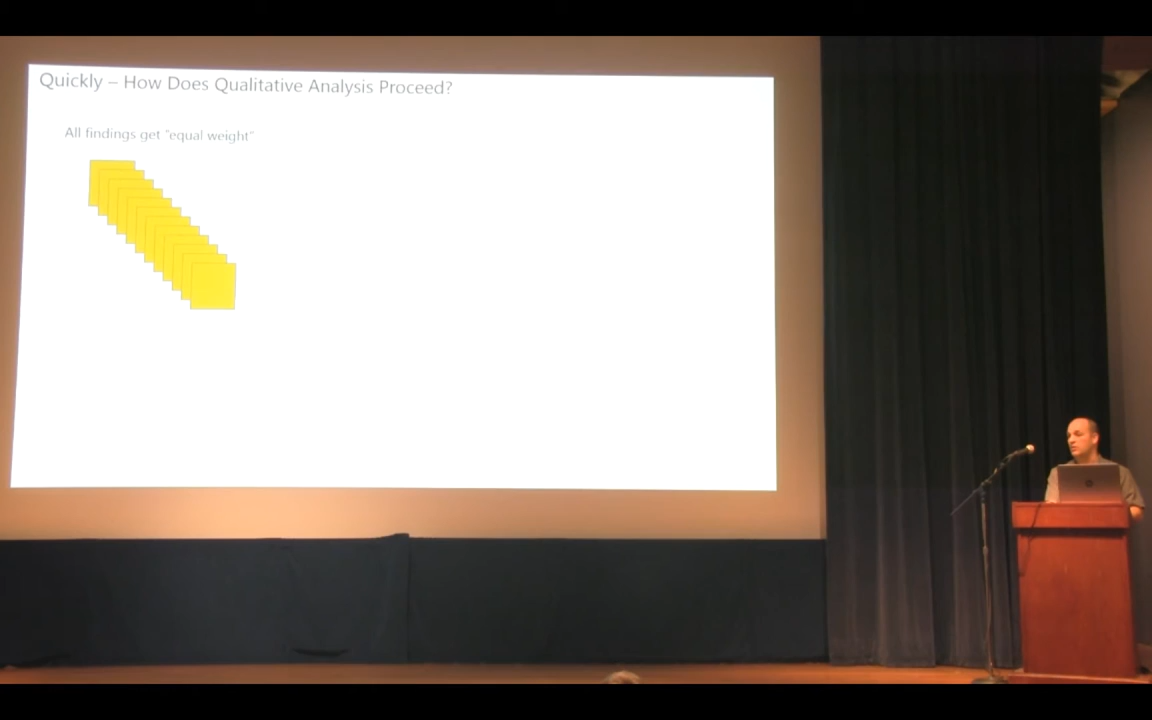 Quickly – How Does Qualitative Analysis Proceed?
All findings get "equal weight"